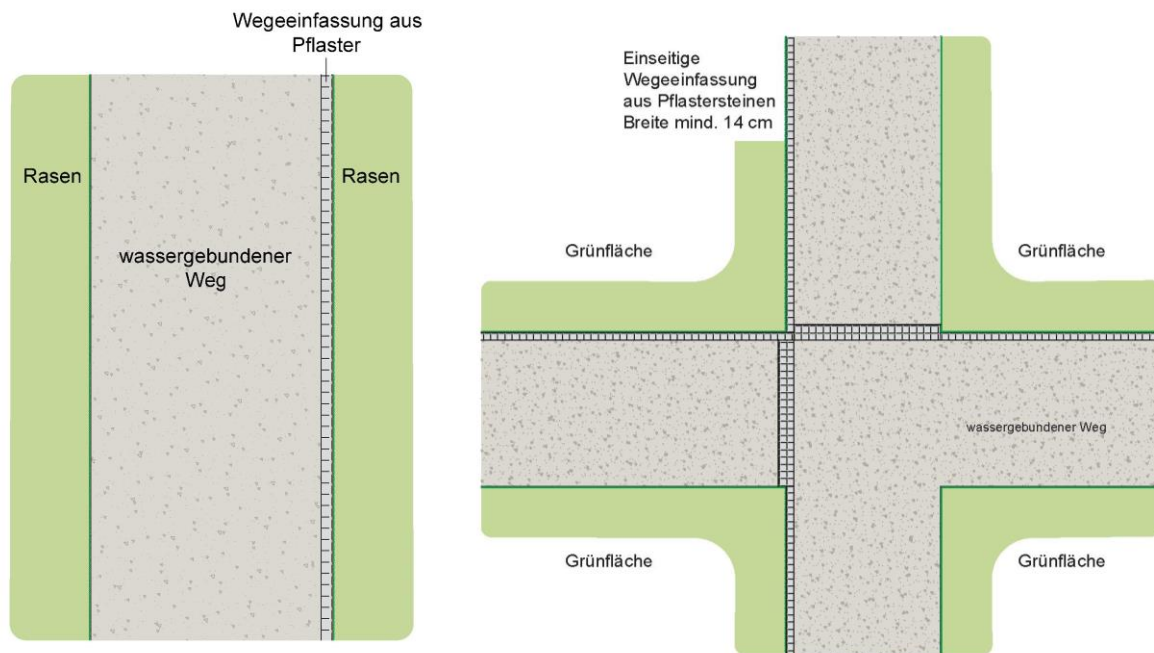 Wegeeinfassung aus
Pflaster
Rasen
Rasen
wassergebundener
Weg
Einseitige
Wegeeinfassung
aus Pflastersteinen
Breite mind. 14 cm
Grünfläche
Grünfläche
wassergebundener Weg
Grünfläche
Grünfläche